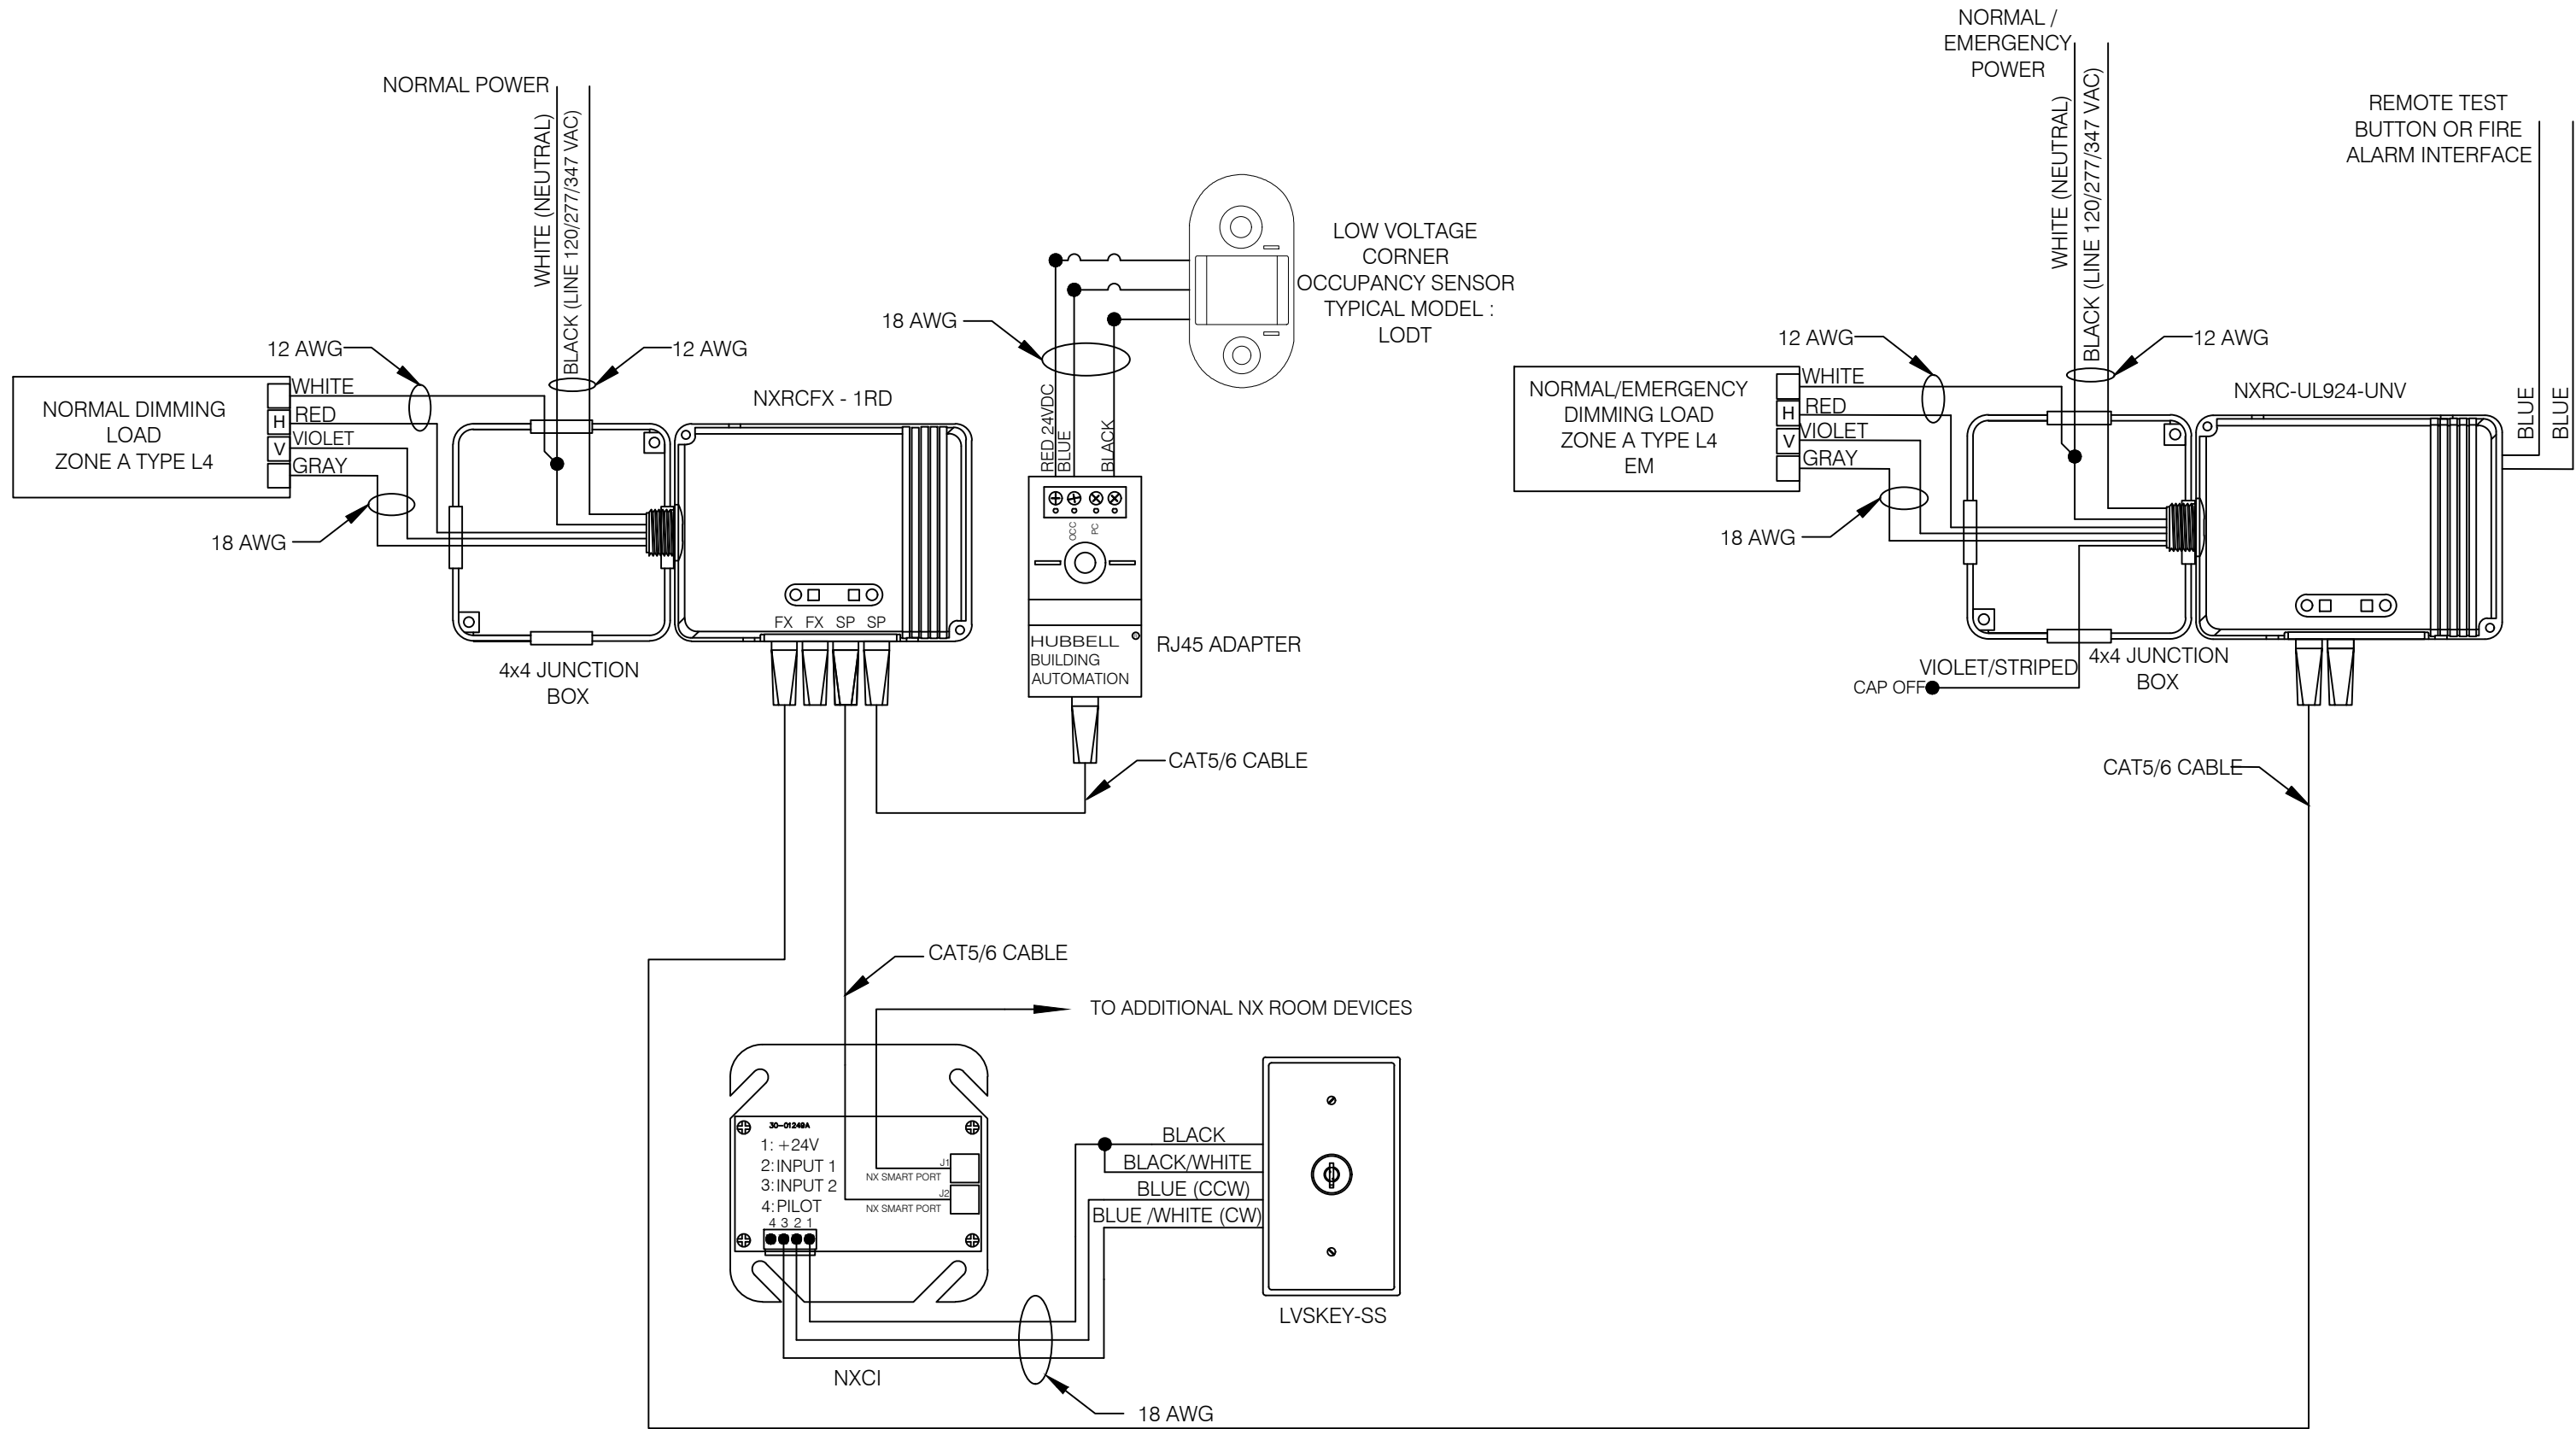 NORMAL POWER
WHITE (NEUTRAL)
BLACK (LINE 120/277/347 VAC)
12 AWG
12 AWG
NORMAL DIMMING
LOAD
ZONE A TYPE L4
H
V
WHITE
RED
VIOLET
GRAY
18 AWG
4x4 JUNCTION
BOX
NXRCFX - 1RD
FX FX SP SP
18 AWG
LOW VOLTAGE
CORNER
OCCUPANCY SENSOR
TYPICAL MODEL :
LODT
RED 24VDC
BLUE
BLACK
OCC
PC
HUBBELL
BUILDING
AUTOMATION
RJ45 ADAPTER
CAT5/6 CABLE
NORMAL /
EMERGENCY
POWER
WHITE (NEUTRAL)
BLACK (LINE 120/277/347 VAC)
REMOTE TEST
BUTTON OR FIRE
ALARM INTERFACE
BLUE
BLUE
12 AWG
12 AWG
NORMAL/EMERGENCY
DIMMING LOAD
ZONE A TYPE L4
EM
H
V
WHITE
RED
VIOLET
GRAY
18 AWG
NXRC-UL924-UNV
VIOLET/STRIPED
CAP OFF
4x4 JUNCTION
BOX
CAT5/6 CABLE
CAT5/6 CABLE
TO ADDITIONAL NX ROOM DEVICES
30-01249A
1: +24V
2: INPUT 1
3: INPUT 2
4: PILOT
4 3 2 1
J1
NX SMART PORT
J2
NX SMART PORT
BLACK
BLACK/WHITE
BLUE (CCW)
BLUE /WHITE (CW)
LVSKEY-SS
NXCI
18 AWG